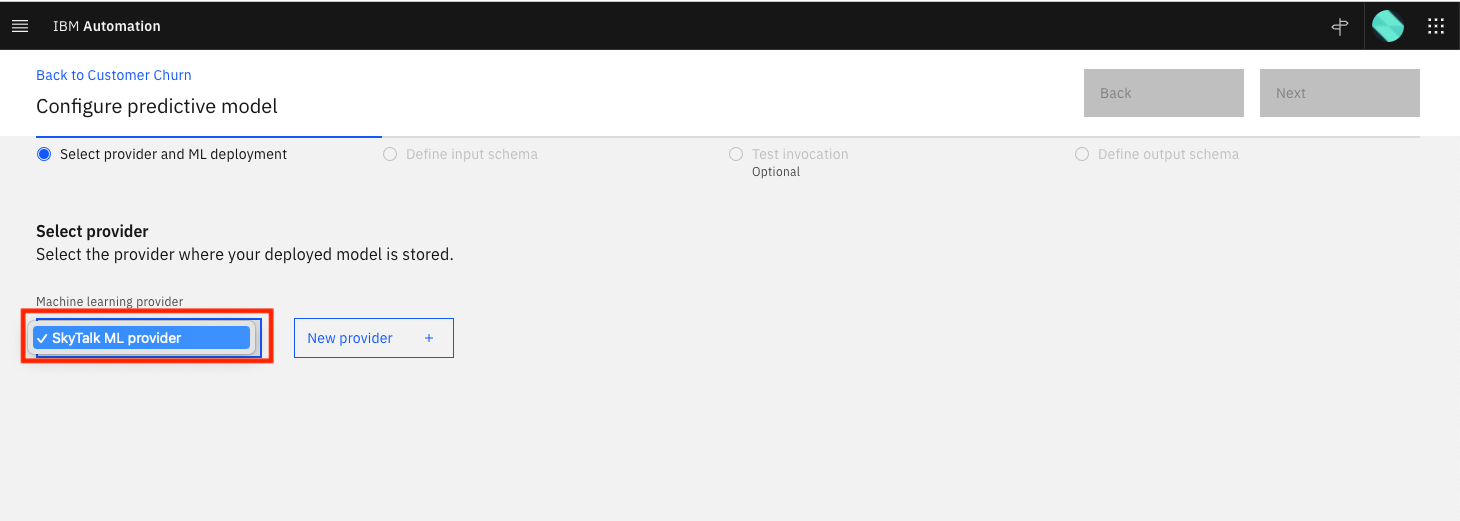 IBM Automation
Back to Customer Churn
Configure predictive model
Back
Next
Select provider and ML deployment
Define input schema
Test invocation
Optional
Define output schema
Select provider
Select the provider where your deployed model is stored.
Machine learning provider
✓ SkyTalk ML provider
New provider +